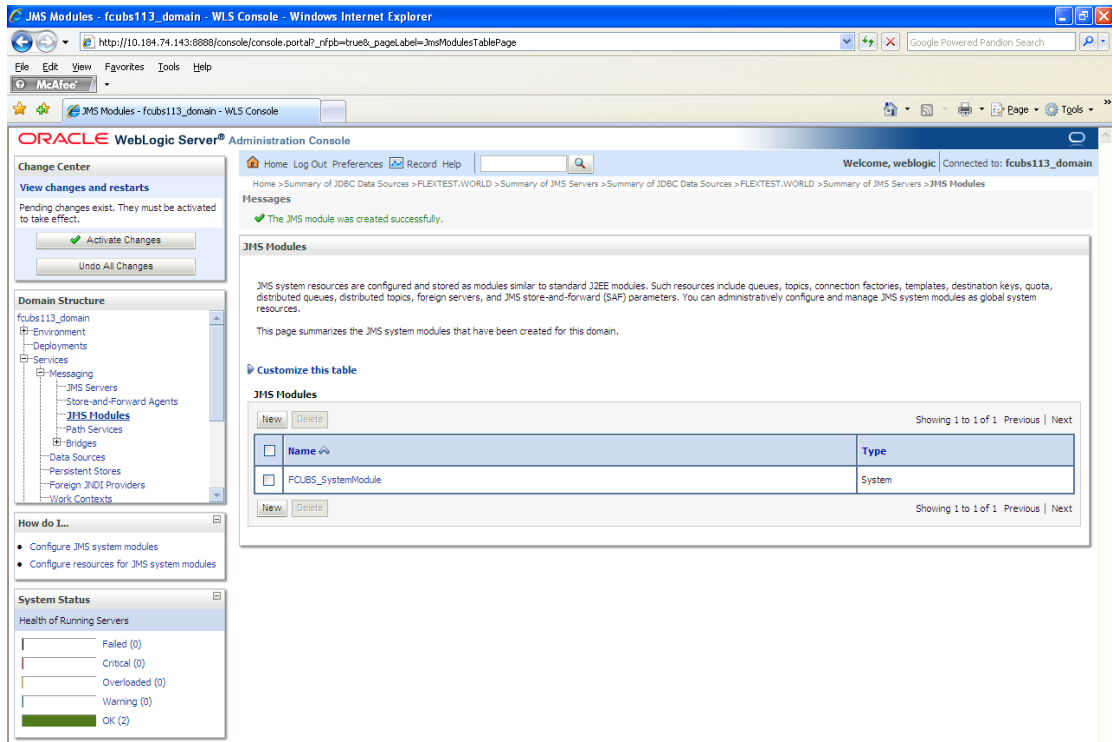 JMS Modules - fcubs113_domain - WLS Console - Windows Internet Explorer
http://10.184.74.143:8888/console/console.portal?_nfpb=true&_pageLabel=JmsModulesTablePage
Google Powered Pandion Search
File Edit View Favorites Tools Help
McAfee
JMS Modules - fcubs113_domain - WLS Console
Page Tools
ORACLE WebLogic Server® Administration Console
Change Center
View changes and restarts
Pending changes exist. They must be activated
to take effect.
Activate Changes
Undo All Changes
Domain Structure
fcubs113_domain
Environment
Deployments
Services
Messaging
JMS Servers
Store-and-Forward Agents
JMS Modules
Path Services
Bridges
Data Sources
Persistent Stores
Foreign JNDI Providers
Work Contexts
How do I...
Configure JMS system modules
Configure resources for JMS system modules
System Status
Health of Running Servers
Failed (0)
Critical (0)
Overloaded (0)
Warning (0)
OK (2)
Home Log Out Preferences Record Help
Welcome, weblogic Connected to: fcubs113_domain
Home >Summary of JDBC Data Sources >FLEXTEST.WORLD >Summary of JMS Servers >Summary of JDBC Data Sources >FLEXTEST.WORLD >Summary of JMS Servers >JMS Modules
Messages
The JMS module was created successfully.
JMS Modules
JMS system resources are configured and stored as modules similar to standard J2EE modules. Such resources include queues, topics, connection factories, templates, destination keys, quota,
distributed queues, distributed topics, foreign servers, and JMS store-and-forward (SAF) parameters. You can administratively configure and manage JMS system modules as global system
resources.
This page summarizes the JMS system modules that have been created for this domain.
Customize this table
JMS Modules
New Delete Showing 1 to 1 of 1 Previous | Next
Name Type
FCUBS_SystemModule System
New Delete Showing 1 to 1 of 1 Previous | Next